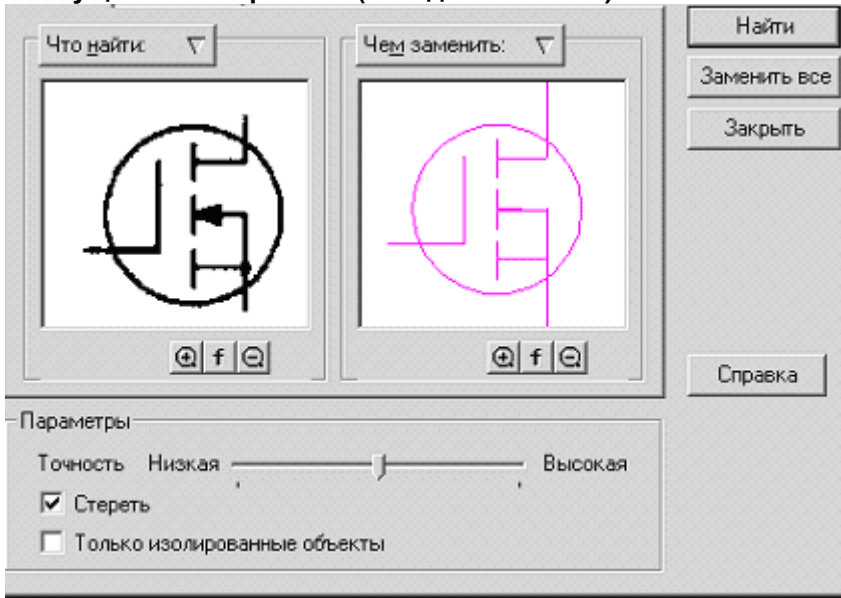 Что найти:
Чем заменить:
Найти
Заменить все
Закрыть
f
f
Справка
Параметры
Точность Низкая Высокая
Стереть
Только изолированные объекты